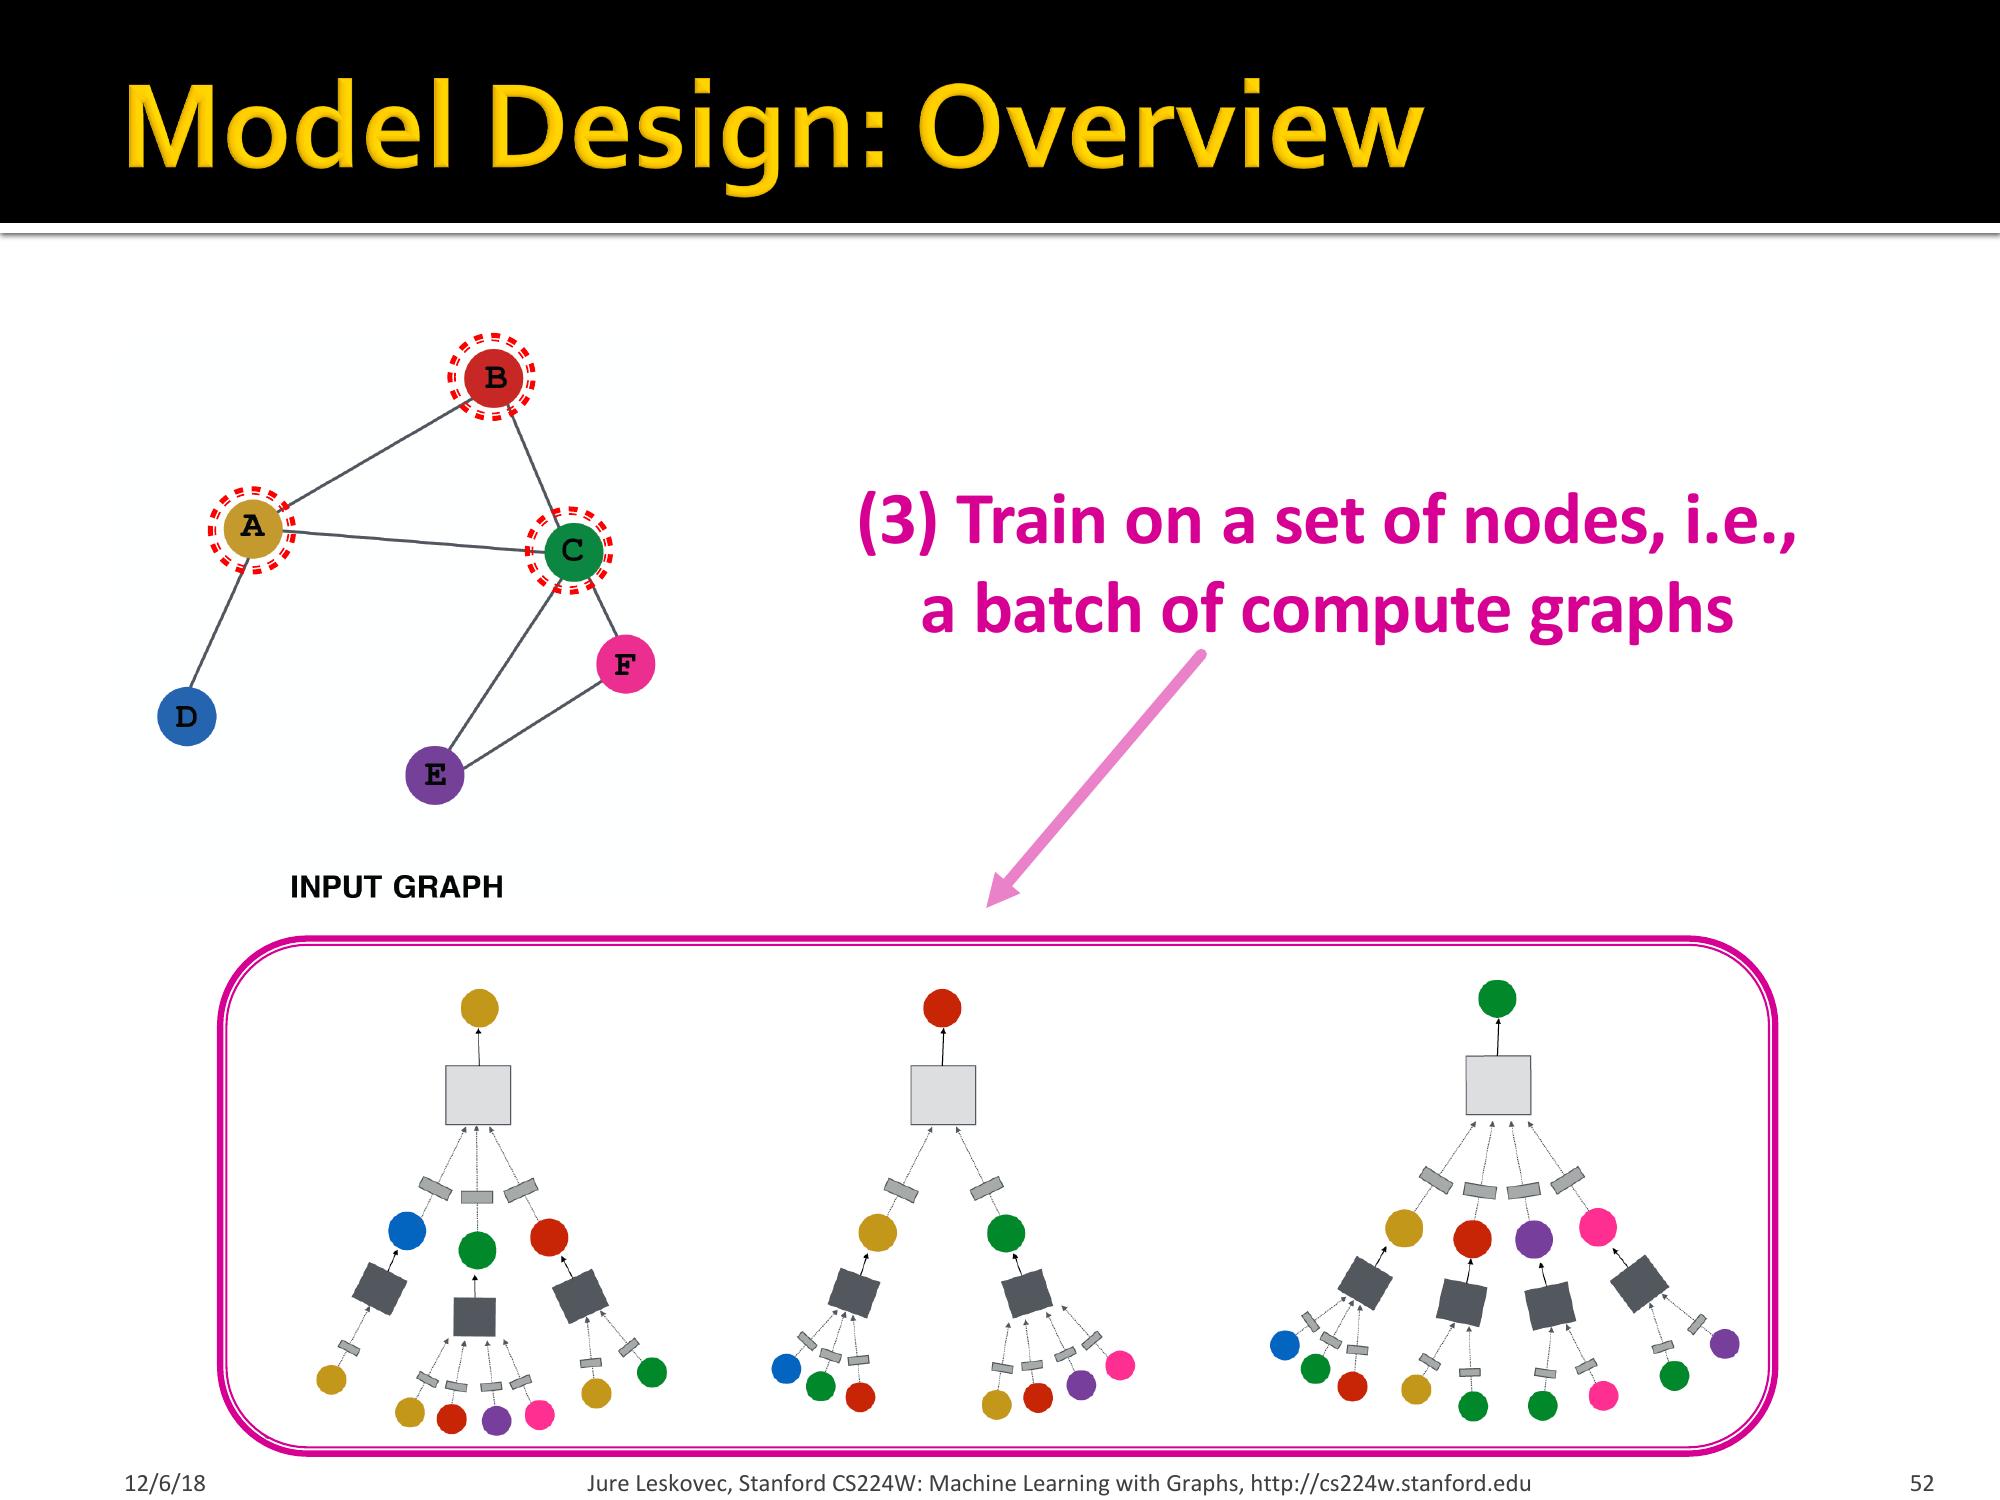 Model Design: Overview
B
A
C
F
D
E
(3) Train on a set of nodes, i.e.,
a batch of compute graphs
INPUT GRAPH
12/6/18
Jure Leskovec, Stanford CS224W: Machine Learning with Graphs, http://cs224w.stanford.edu
52